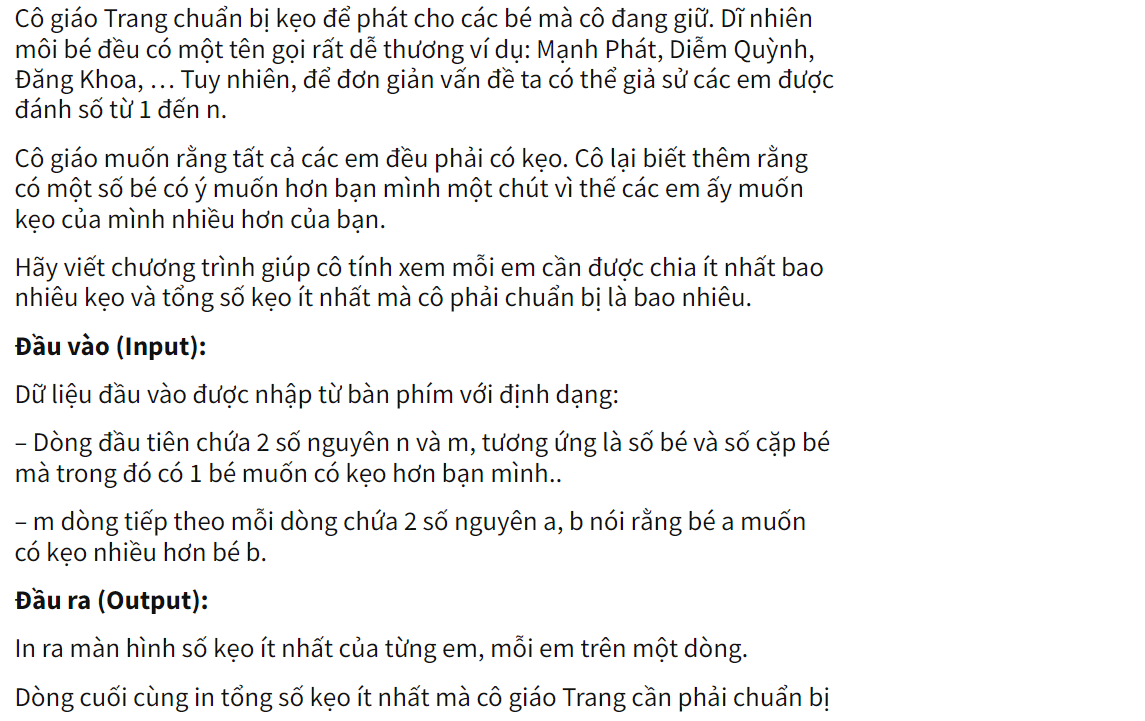 Cô giáo Trang chuẩn bị kẹo để phát cho các bé mà cô đang giữ. Dĩ nhiên
môi bé đều có một tên gọi rất dễ thương ví dụ: Mạnh Phát, Diễm Quỳnh,
Đăng Khoa, … Tuy nhiên, để đơn giản vấn đề ta có thể giả sử các em được
đánh số từ 1 đến n.
Cô giáo muốn rằng tất cả các em đều phải có kẹo. Cô lại biết thêm rằng
có một số bé có ý muốn hơn bạn mình một chút vì thế các em ấy muốn
kẹo của mình nhiều hơn của bạn.
Hãy viết chương trình giúp cô tính xem mỗi em cần được chia ít nhất bao
nhiêu kẹo và tổng số kẹo ít nhất mà cô phải chuẩn bị là bao nhiêu.
Đầu vào (Input):
Dữ liệu đầu vào được nhập từ bàn phím với định dạng:
– Dòng đầu tiên chứa 2 số nguyên n và m, tương ứng là số bé và số cặp bé
mà trong đó có 1 bé muốn có kẹo hơn bạn mình..
– m dòng tiếp theo mỗi dòng chứa 2 số nguyên a, b nói rằng bé a muốn
có kẹo nhiều hơn bé b.
Đầu ra (Output):
In ra màn hình số kẹo ít nhất của từng em, mỗi em trên một dòng.
Dòng cuối cùng in tổng số kẹo ít nhất mà cô giáo Trang cần phải chuẩn bị